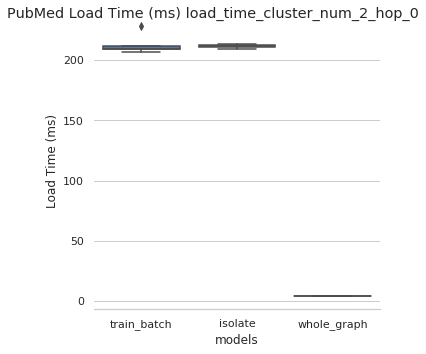 PubMed Load Time (ms) load_time_cluster_num_2_hop_0
200
150
100
50
0
Load Time (ms)
train_batch
isolate
whole_graph
models